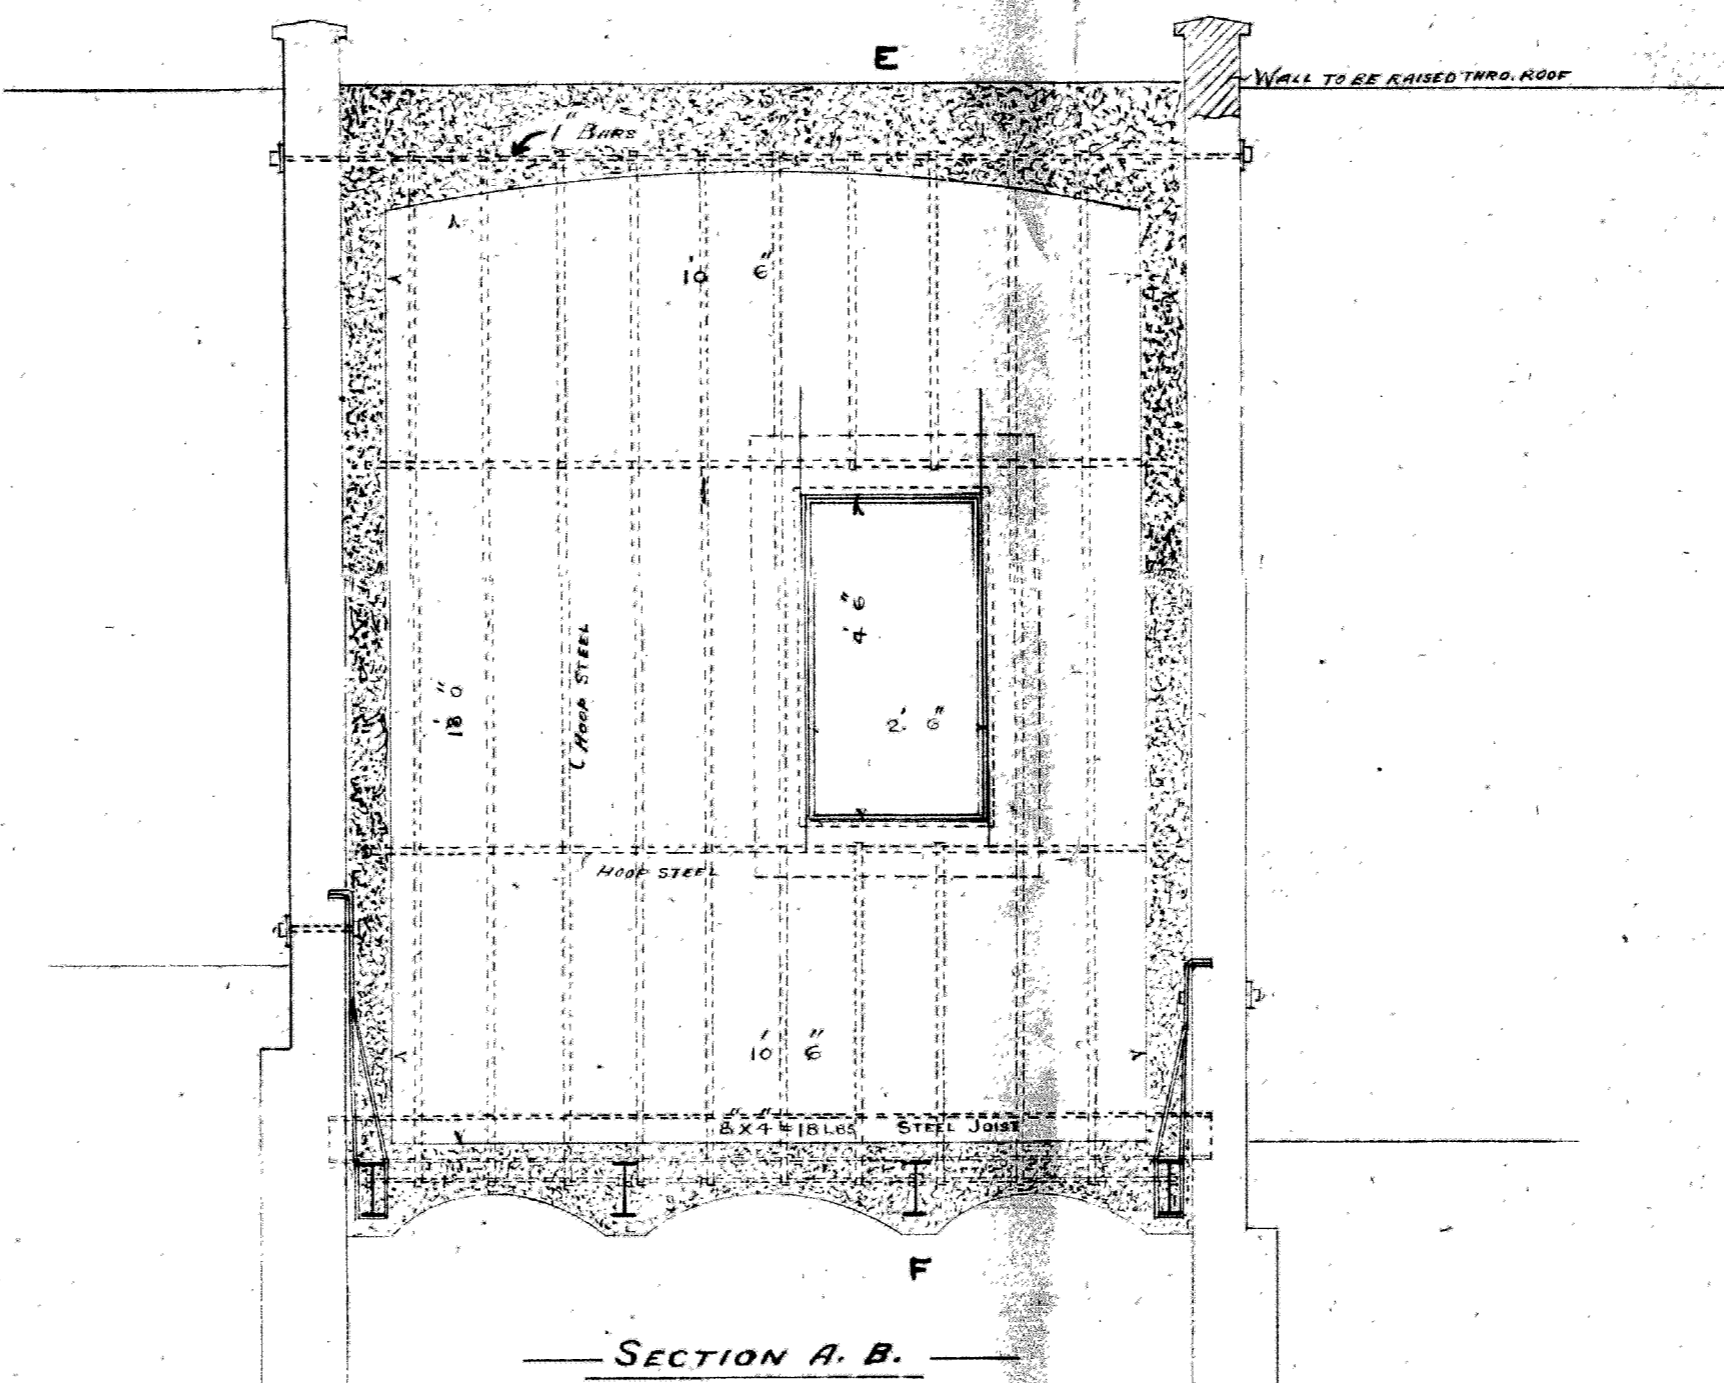 E
WALL TO BE RAISED THRO. ROOF
1" BARS
10' 6"
4' 6"
HOOP STEEL
18' 0"
2' 6"
HOOP STEEL
10' 6"
8" X 4" # 18 LBS STEEL JOIST
F
SECTION A. B.